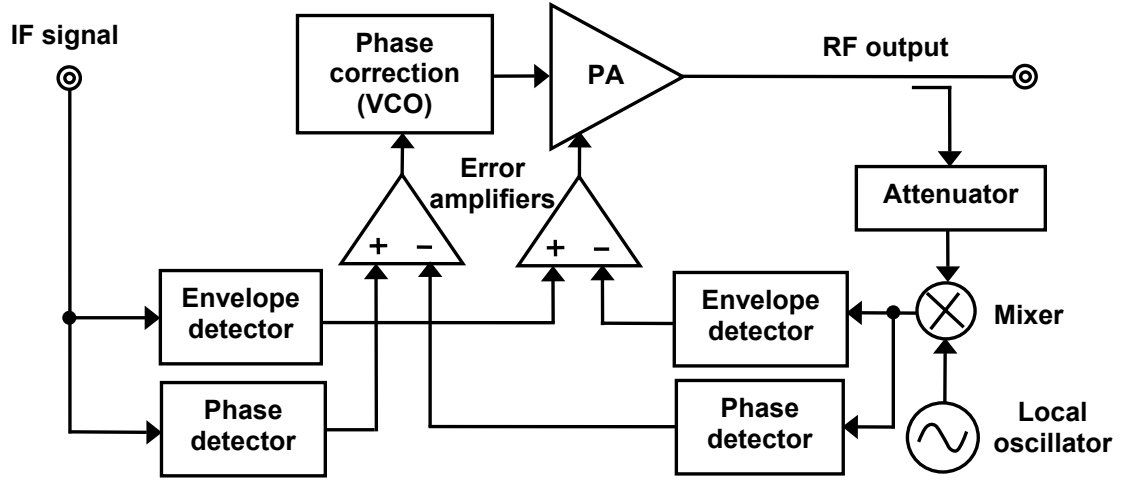 IF signal
Phase
correction
(VCO)
PA
RF output
Error
amplifiers
Attenuator
+ −
+ −
Envelope
detector
Envelope
detector
Mixer
Phase
detector
Phase
detector
Local
oscillator